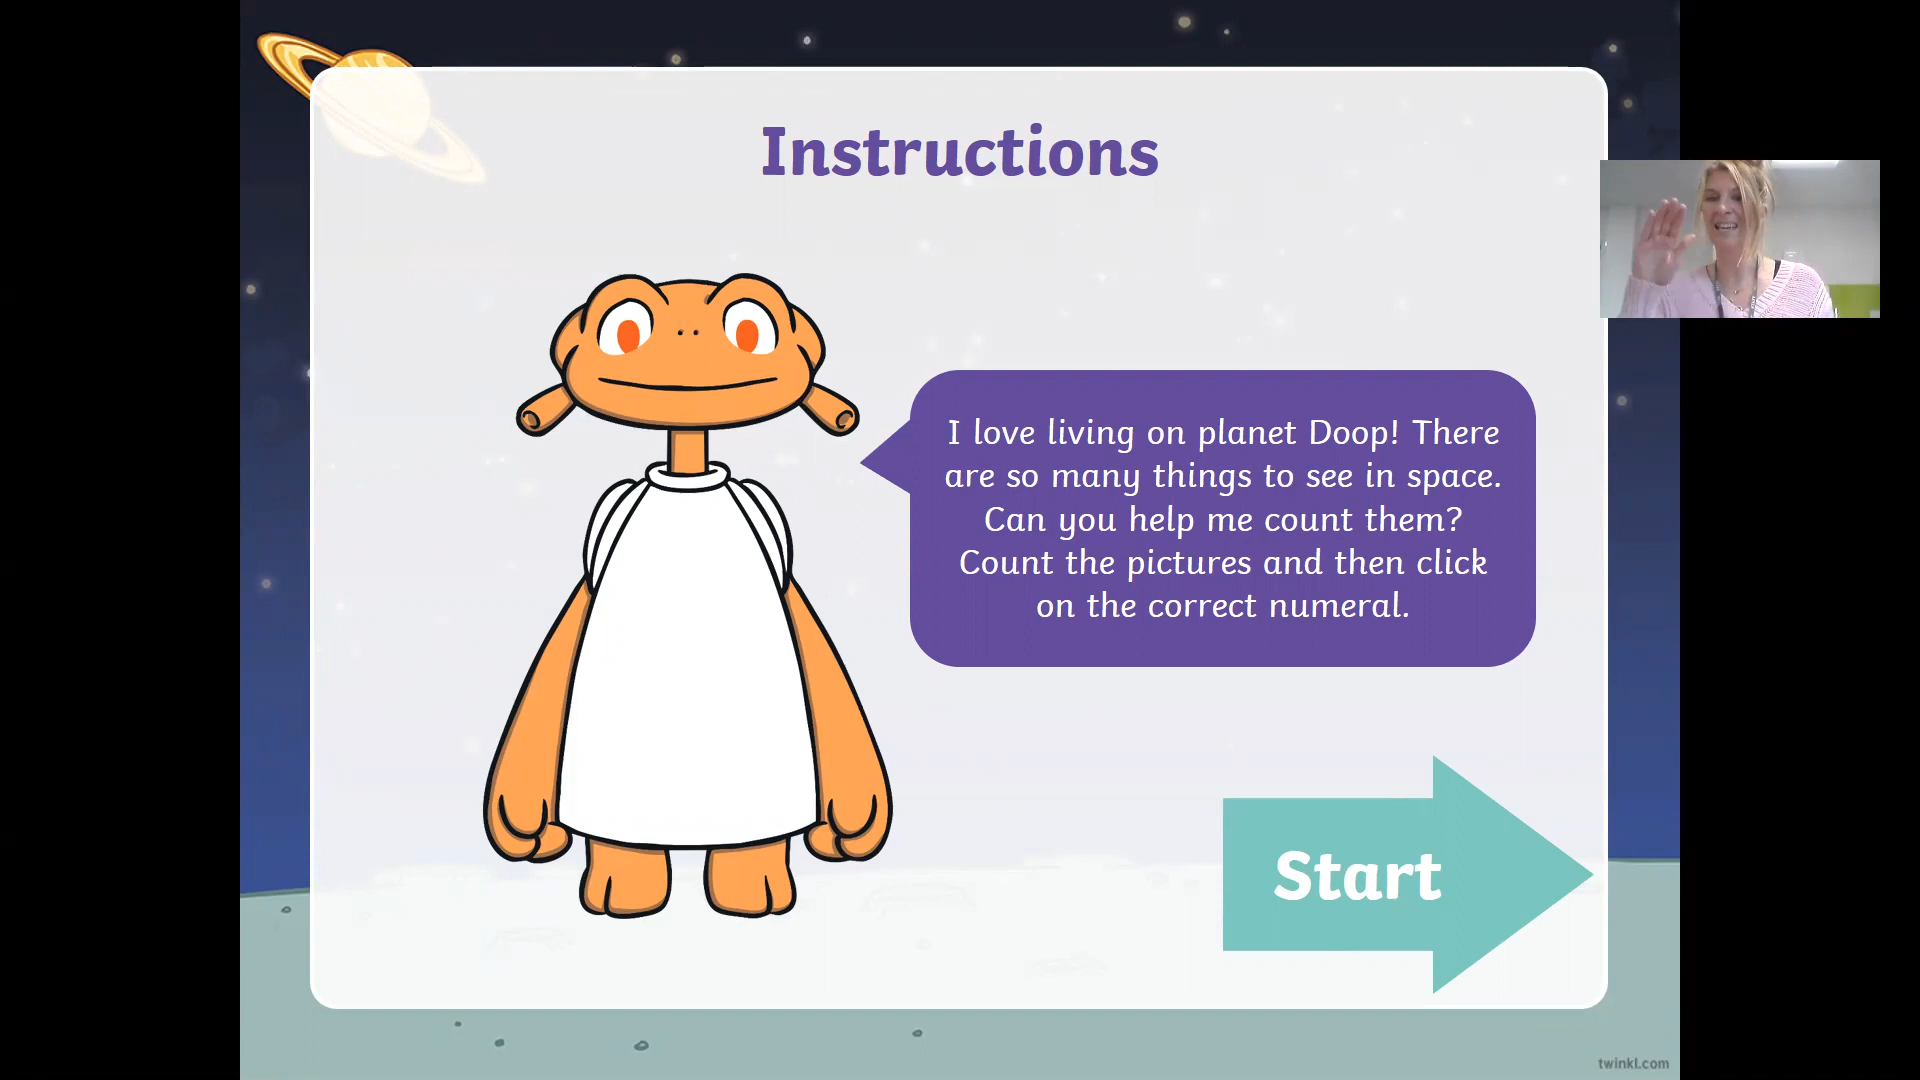 Instructions
I love living on planet Doop! There
are so many things to see in space.
Can you help me count them?
Count the pictures and then click
on the correct numeral.
Start
twinkl.com